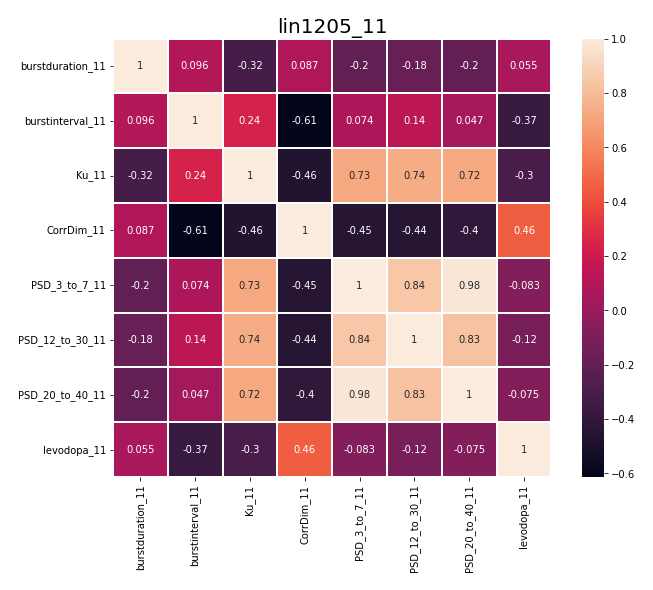 lin1205_11
burstduration_11 1 0.096 -0.32 0.087 -0.2 -0.18 -0.2 0.055
burstinterval_11 0.096 1 0.24 -0.61 0.074 0.14 0.047 -0.37
Ku_11 -0.32 0.24 1 -0.46 0.73 0.74 0.72 -0.3
CorrDim_11 0.087 -0.61 -0.46 1 -0.45 -0.44 -0.4 0.46
PSD_3_to_7_11 -0.2 0.074 0.73 -0.45 1 0.84 0.98 -0.083
PSD_12_to_30_11 -0.18 0.14 0.74 -0.44 0.84 1 0.83 -0.12
PSD_20_to_40_11 -0.2 0.047 0.72 -0.4 0.98 0.83 1 -0.075
levodopa_11 0.055 -0.37 -0.3 0.46 -0.083 -0.12 -0.075 1
burstduration_11
burstinterval_11
Ku_11
CorrDim_11
PSD_3_to_7_11
PSD_12_to_30_11
PSD_20_to_40_11
levodopa_11
1.0
0.8
0.6
0.4
0.2
0.0
−0.2
−0.4
−0.6